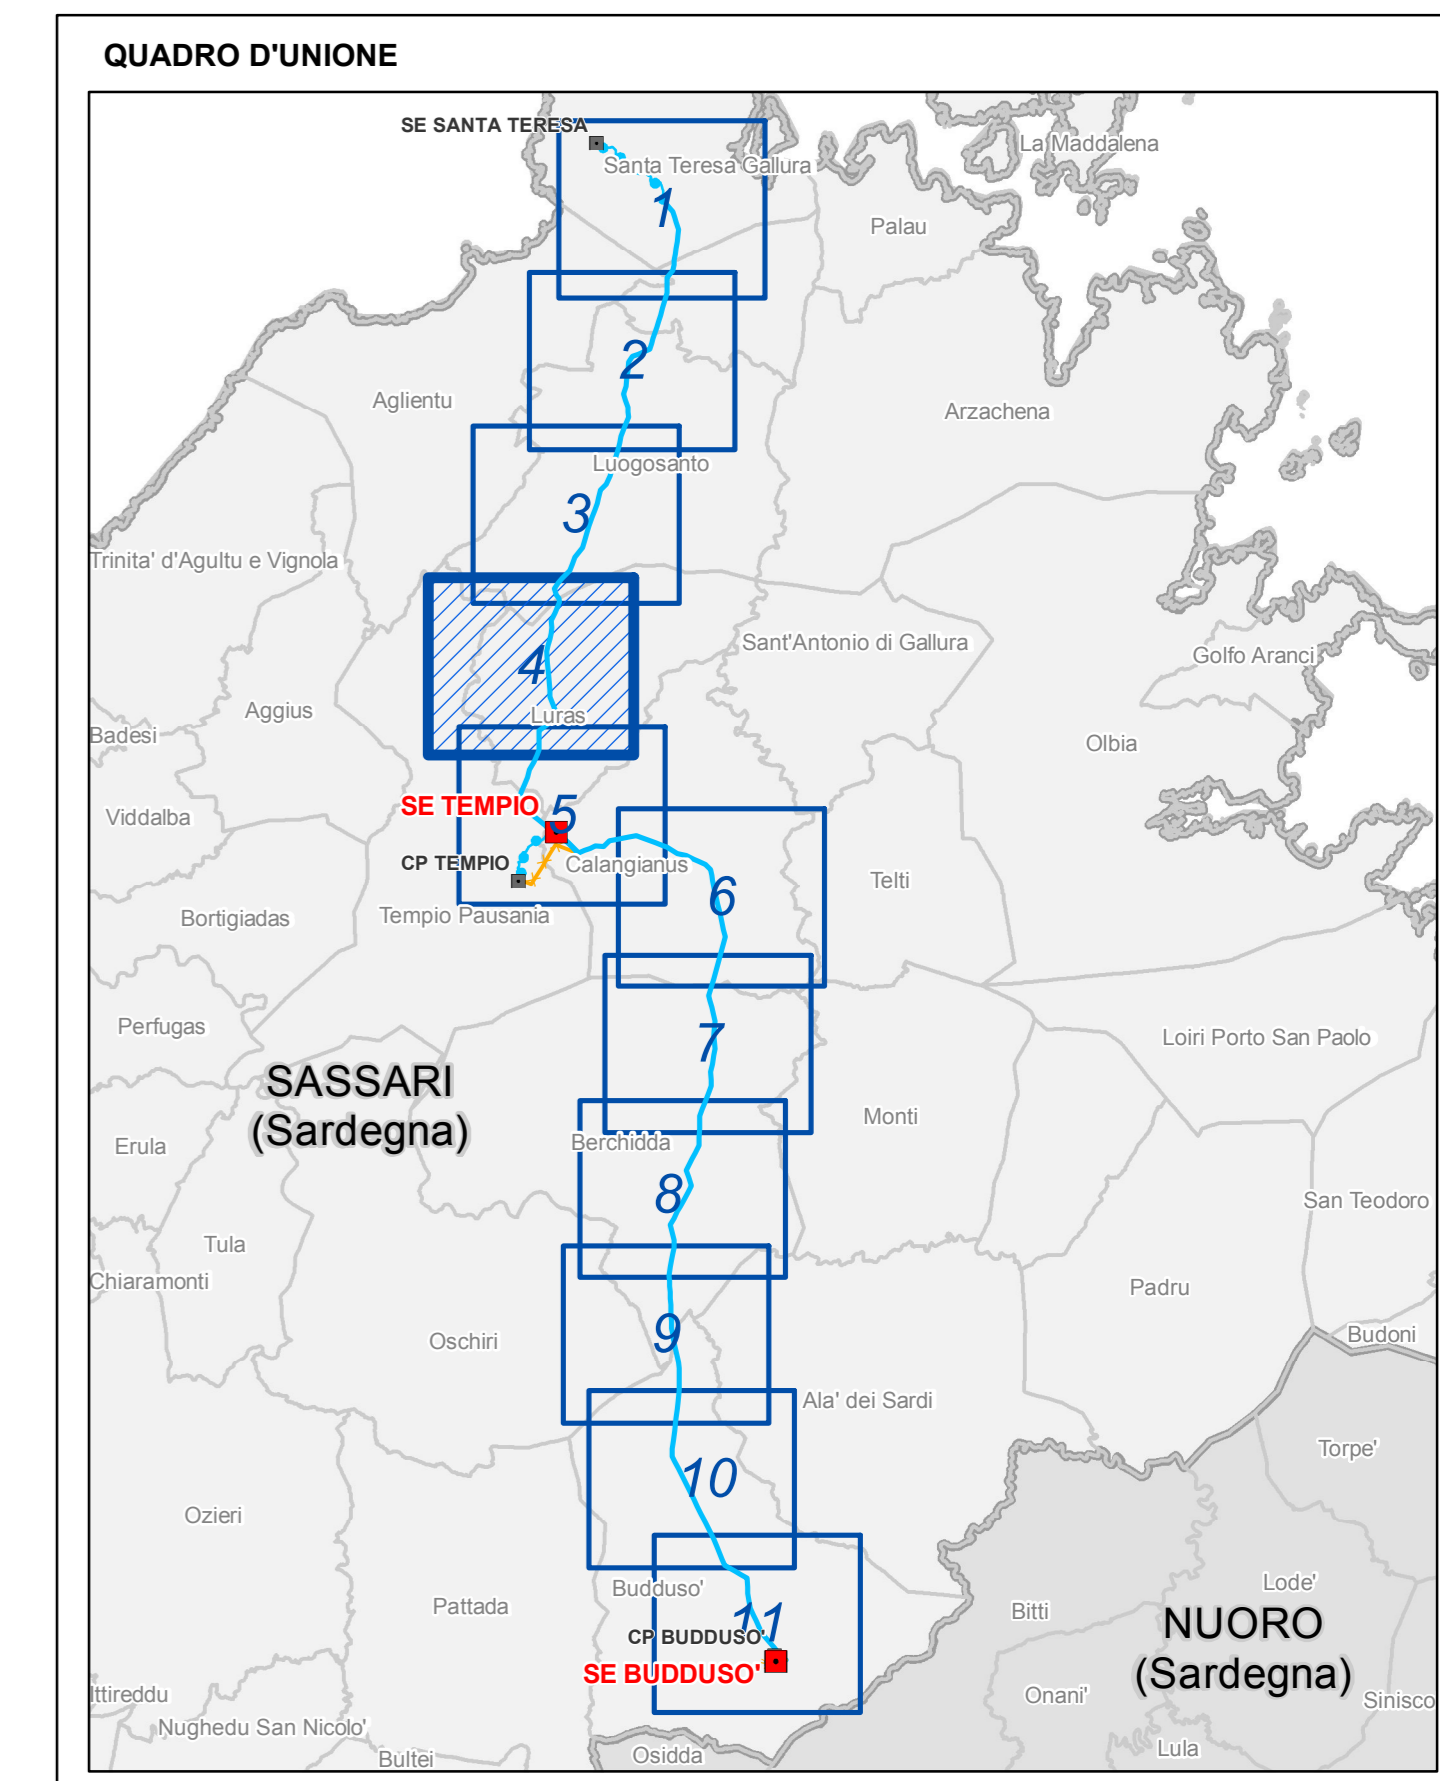 QUADRO D'UNIONE
SE SANTA TERESA
La Maddalena
Santa Teresa Gallura
1
Palau
2
Aglientu
Arzachena
Luogosanto
3
Trinita' d'Agultu e Vignola
Sant'Antonio di Gallura
Golfo Aranci
4
Aggius
Luras
Badesi
Olbia
SE TEMPIO
5
Viddalba
CP TEMPIO
Calangianus
Telti
6
Bortigiadas
Tempio Pausania
Perfugas
Loiri Porto San Paolo
7
SASSARI
(Sardegna)
Monti
Erula
Berchidda
8
San Teodoro
Tula
Chiaramonti
Padru
9
Oschiri
Budoni
Ala' dei Sardi
Torpe'
10
Ozieri
Budduso'
Lode'
Pattada
Bitti
11
CP BUDDUSO'
NUORO
(Sardegna)
SE BUDDUSO'
Ittireddu
Onani'
Sinisco
Nughedu San Nicolo'
Bultei
Osidda
Lula